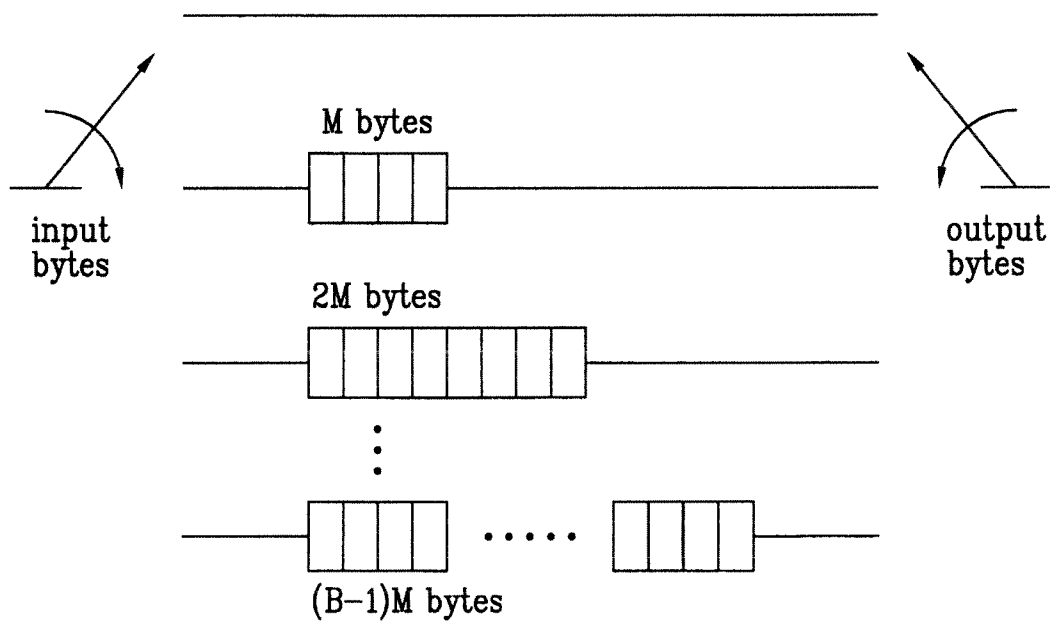 M bytes
input
bytes
output
bytes
2M bytes
(B-1)M bytes